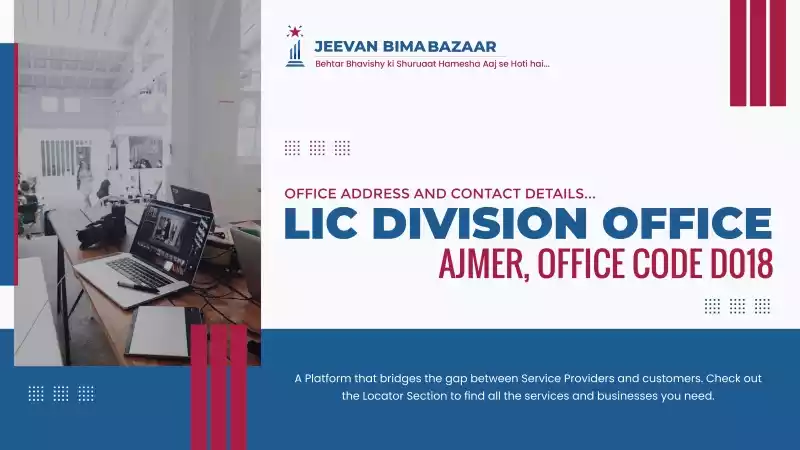 JEEVAN BIMA BAZAAR
Behtar Bhavishy ki Shuruaat Hamesha Aaj se Hoti hai...
OFFICE ADDRESS AND CONTACT DETAILS...
LIC DIVISION OFFICE
AJMER, OFFICE CODE D018
A Platform that bridges the gap between Service Providers and customers. Check out
the Locator Section to find all the services and businesses you need.